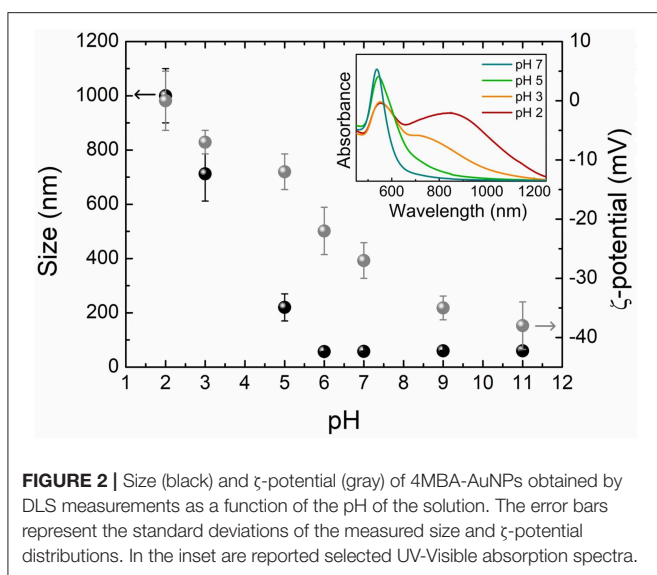 1200
1000
800
600
400
200
0
Size (nm)
10
0
-10
-20
-30
-40
ζ-potential (mV)
1 2 3 4 5 6 7 8 9 10 11 12
pH
Absorbance
pH 7
pH 5
pH 3
pH 2
600 800 1000 1200
Wavelength (nm)
FIGURE 2 | Size (black) and ζ-potential (gray) of 4MBA-AuNPs obtained by
DLS measurements as a function of the pH of the solution. The error bars
represent the standard deviations of the measured size and ζ-potential
distributions. In the inset are reported selected UV-Visible absorption spectra.